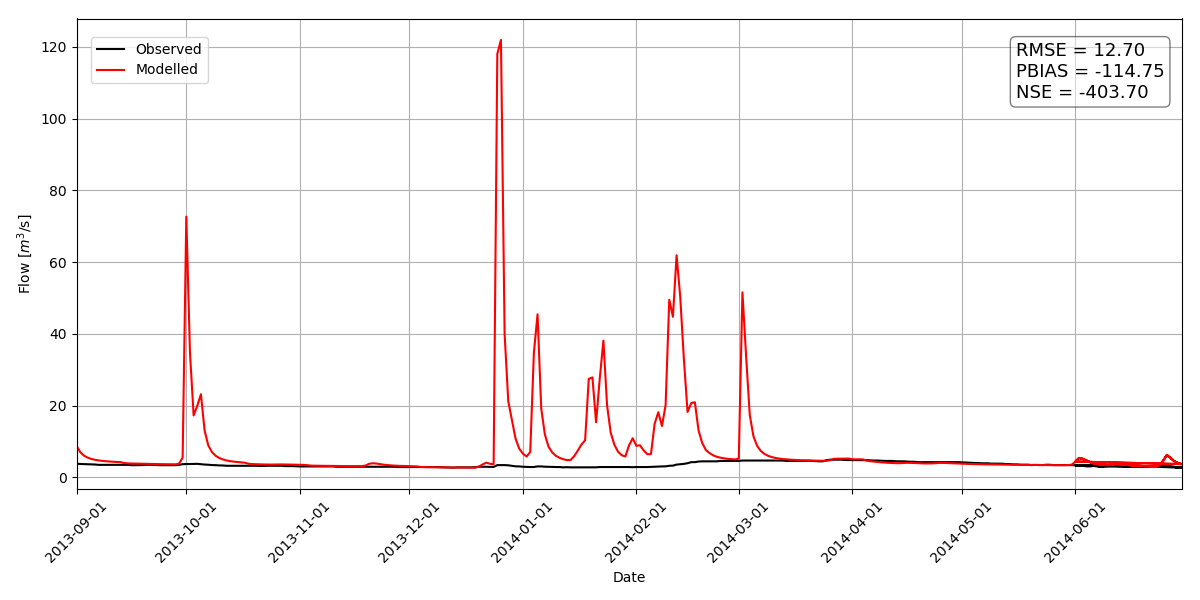 Observed
Modelled
RMSE = 12.70
PBIAS = -114.75
NSE = -403.70
120
100
80
60
40
20
0
Flow [$m^3$/s]
2013-09-01
2013-10-01
2013-11-01
2013-12-01
2014-01-01
2014-02-01
2014-03-01
2014-04-01
2014-05-01
2014-06-01
Date